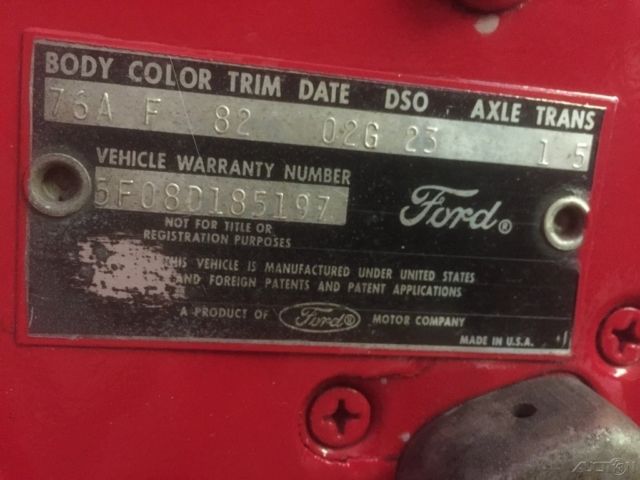 BODY COLOR TRIM DATE DSO AXLE TRANS
76A F 82 02G 23 1 5
VEHICLE WARRANTY NUMBER
5F08D185197
Ford®
NOT FOR TITLE OR
REGISTRATION PURPOSES
THIS VEHICLE IS MANUFACTURED UNDER UNITED STATES
AND FOREIGN PATENTS AND PATENT APPLICATIONS
A PRODUCT OF Ford® MOTOR COMPANY
MADE IN U.S.A.